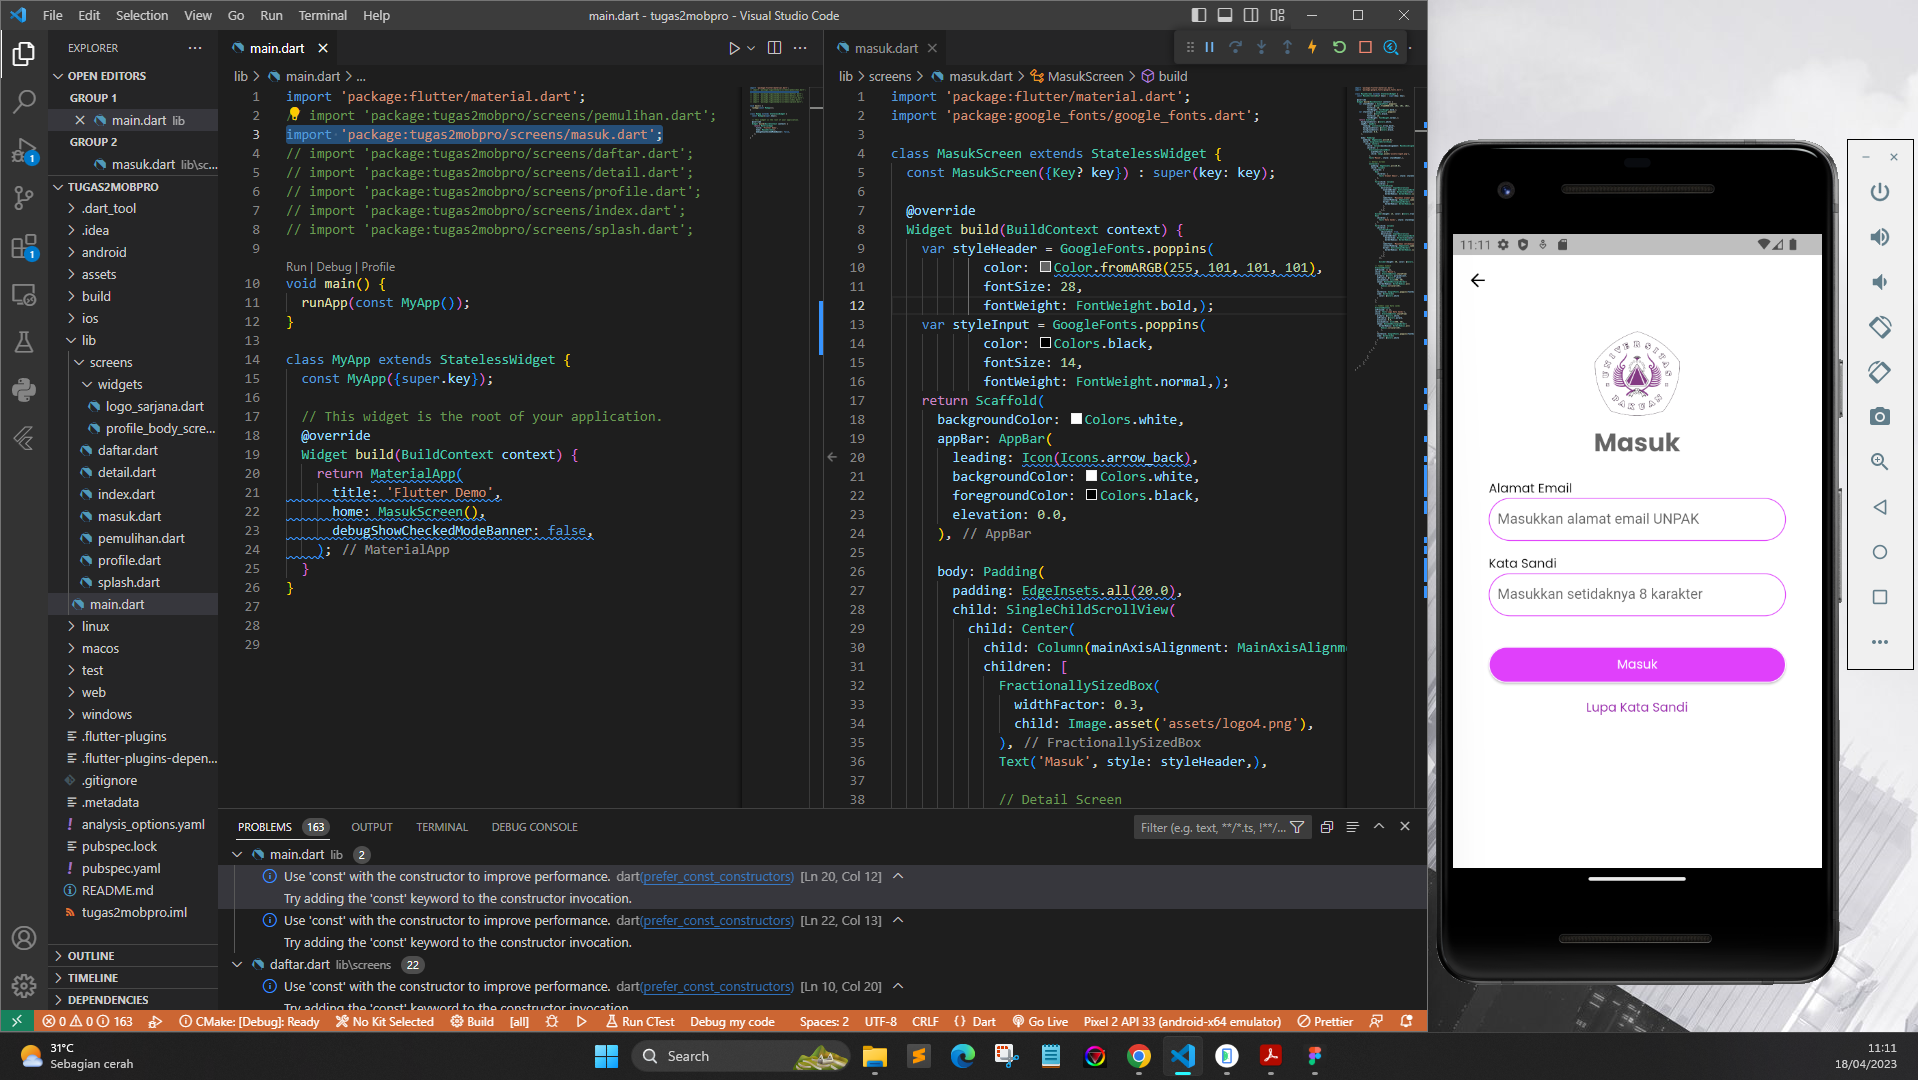 File Edit Selection View Go Run Terminal Help
main.dart - tugas2mobpro - Visual Studio Code
EXPLORER
OPEN EDITORS
GROUP 1
main.dart lib
GROUP 2
masuk.dart lib\sc...
TUGAS2MOBPRO
.dart_tool
.idea
android
assets
build
ios
lib
screens
widgets
logo_sarjana.dart
profile_body_scre...
daftar.dart
detail.dart
index.dart
masuk.dart
pemulihan.dart
profile.dart
splash.dart
main.dart
linux
macos
test
web
windows
.flutter-plugins
.flutter-plugins-depen...
.gitignore
.metadata
analysis_options.yaml
pubspec.lock
pubspec.yaml
README.md
tugas2mobpro.iml
OUTLINE
TIMELINE
DEPENDENCIES
1
1
main.dart
lib > main.dart > ...
1 import 'package:flutter/material.dart';
2 // import 'package:tugas2mobpro/screens/pemulihan.dart';
3 import 'package:tugas2mobpro/screens/masuk.dart';
4 // import 'package:tugas2mobpro/screens/daftar.dart';
5 // import 'package:tugas2mobpro/screens/detail.dart';
6 // import 'package:tugas2mobpro/screens/profile.dart';
7 // import 'package:tugas2mobpro/screens/index.dart';
8 // import 'package:tugas2mobpro/screens/splash.dart';
9
Run | Debug | Profile
10 void main() {
11 runApp(const MyApp());
12 }
13
14 class MyApp extends StatelessWidget {
15 const MyApp({super.key});
16
17 // This widget is the root of your application.
18 @override
19 Widget build(BuildContext context) {
20 return MaterialApp(
21 title: 'Flutter Demo',
22 home: MasukScreen(),
23 debugShowCheckedModeBanner: false,
24 ); // MaterialApp
25 }
26 }
27
28
29
masuk.dart
lib > screens > masuk.dart > MasukScreen > build
1 import 'package:flutter/material.dart';
2 import 'package:google_fonts/google_fonts.dart';
3
4 class MasukScreen extends StatelessWidget {
5 const MasukScreen({Key? key}) : super(key: key);
6
7 @override
8 Widget build(BuildContext context) {
9 var styleHeader = GoogleFonts.poppins(
10 color: Color.fromARGB(255, 101, 101, 101),
11 fontSize: 28,
12 fontWeight: FontWeight.bold,);
13 var styleInput = GoogleFonts.poppins(
14 color: Colors.black,
15 fontSize: 14,
16 fontWeight: FontWeight.normal,);
17 return Scaffold(
18 backgroundColor: Colors.white,
19 appBar: AppBar(
20 leading: Icon(Icons.arrow_back),
21 backgroundColor: Colors.white,
22 foregroundColor: Colors.black,
23 elevation: 0.0,
24 ), // AppBar
25
26 body: Padding(
27 padding: EdgeInsets.all(20.0),
28 child: SingleChildScrollView(
29 child: Center(
30 child: Column(mainAxisAlignment: MainAxisAlignm
31 children: [
32 FractionallySizedBox(
33 widthFactor: 0.3,
34 child: Image.asset('assets/logo4.png'),
35 ), // FractionallySizedBox
36 Text('Masuk', style: styleHeader,),
37
38 // Detail Screen
PROBLEMS 163 OUTPUT TERMINAL DEBUG CONSOLE
Filter (e.g. text, **/*.ts, !**/...
main.dart lib 2
Use 'const' with the constructor to improve performance. dart(prefer_const_constructors) [Ln 20, Col 12]
Try adding the 'const' keyword to the constructor invocation.
Use 'const' with the constructor to improve performance. dart(prefer_const_constructors) [Ln 22, Col 13]
Try adding the 'const' keyword to the constructor invocation.
daftar.dart lib\screens 22
Use 'const' with the constructor to improve performance. dart(prefer_const_constructors) [Ln 10, Col 20]
Try adding the 'const' keyword to the constructor invocation.
0 0 163 CMake: [Debug]: Ready No Kit Selected Build [all] Run CTest Debug my code Spaces: 2 UTF-8 CRLF {} Dart Go Live Pixel 2 API 33 (android-x64 emulator) Prettier
11:11
UNIVERSITAS
PAKUAN
Masuk
Alamat Email
Masukkan alamat email UNPAK
Kata Sandi
Masukkan setidaknya 8 karakter
Masuk
Lupa Kata Sandi
31°C
Sebagian cerah
Search
11:11
18/04/2023